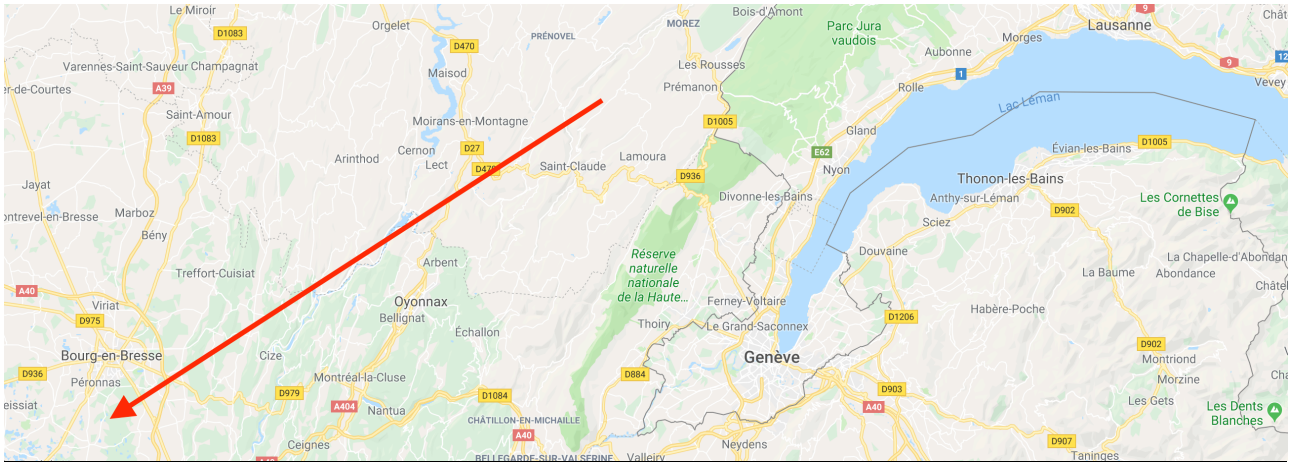 Le Miroir
Orgelet
MOREZ
Bois-d'Amont
9
Lausanne
Chât
D1083
D470
PRÉNOVEL
Parc Jura
vaudois
Morges
Aubonne
9
12
Varennes-Saint-Sauveur
Champagnat
Maisod
Les Rousses
1
Vevey
er-de-Courtes
A39
Prémanon
Rolle
Lac Léman
Saint-Amour
Moirans-en-Montagne
D1005
Gland
D1083
D27
Cernon
E62
Évian-les-Bains
D1005
Arinthod
Lect
D470
Saint-Claude
Lamoura
Nyon
D936
Thonon-les-Bains
Jayat
Divonne-les-Bains
Anthy-sur-Léman
Les Cornettes
de Bise
ontrevel-en-Bresse
Marboz
Sciez
D902
Bény
Douvaine
Treffort-Cuisiat
Arbent
Réserve
naturelle
nationale
de la Haute...
La Chapelle-d'Abondan
La Baume
Abondance
A40
Viriat
Oyonnax
Ferney-Voltaire
Habère-Poche
Châtel
D975
Bellignat
Échallon
Thoiry
Le Grand-Saconnex
D1206
Bourg-en-Bresse
Cize
Genève
D902
Montriond
D936
Péronnas
Montréal-la-Cluse
D884
Morzine
Cha
eissiat
D979
A404
Nantua
D1084
D903
Les Gets
A40
Les Dents
Blanches
CHÂTILLON-EN-MICHAILLE
A40
Ceignes
Neydens
D907
BELLEGARDE-SUR-VALSERINE
Valleiry
Taninges